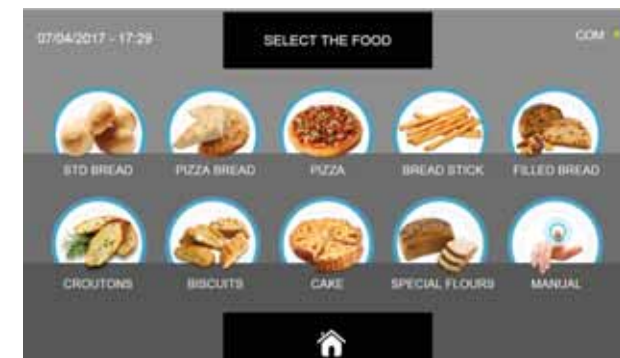 07/04/2017 - 17:29 SELECT THE FOOD COM
STD BREAD PIZZA BREAD PIZZA BREAD STICK FILLED BREAD
CROUTONS BISCUITS CAKE SPECIAL FLOURS MANUAL